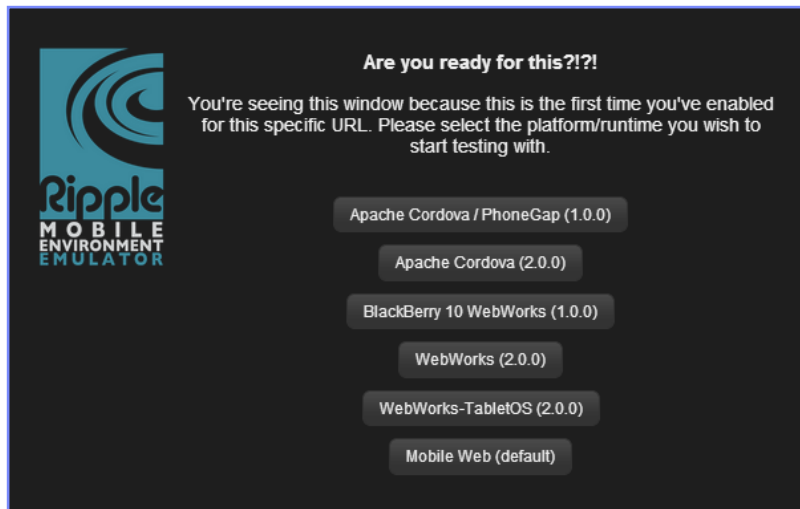 Are you ready for this?!?!
You're seeing this window because this is the first time you've enabled
for this specific URL. Please select the platform/runtime you wish to
start testing with.
Ripple
MOBILE
ENVIRONMENT
EMULATOR
Apache Cordova / PhoneGap (1.0.0)
Apache Cordova (2.0.0)
BlackBerry 10 WebWorks (1.0.0)
WebWorks (2.0.0)
WebWorks-TabletOS (2.0.0)
Mobile Web (default)